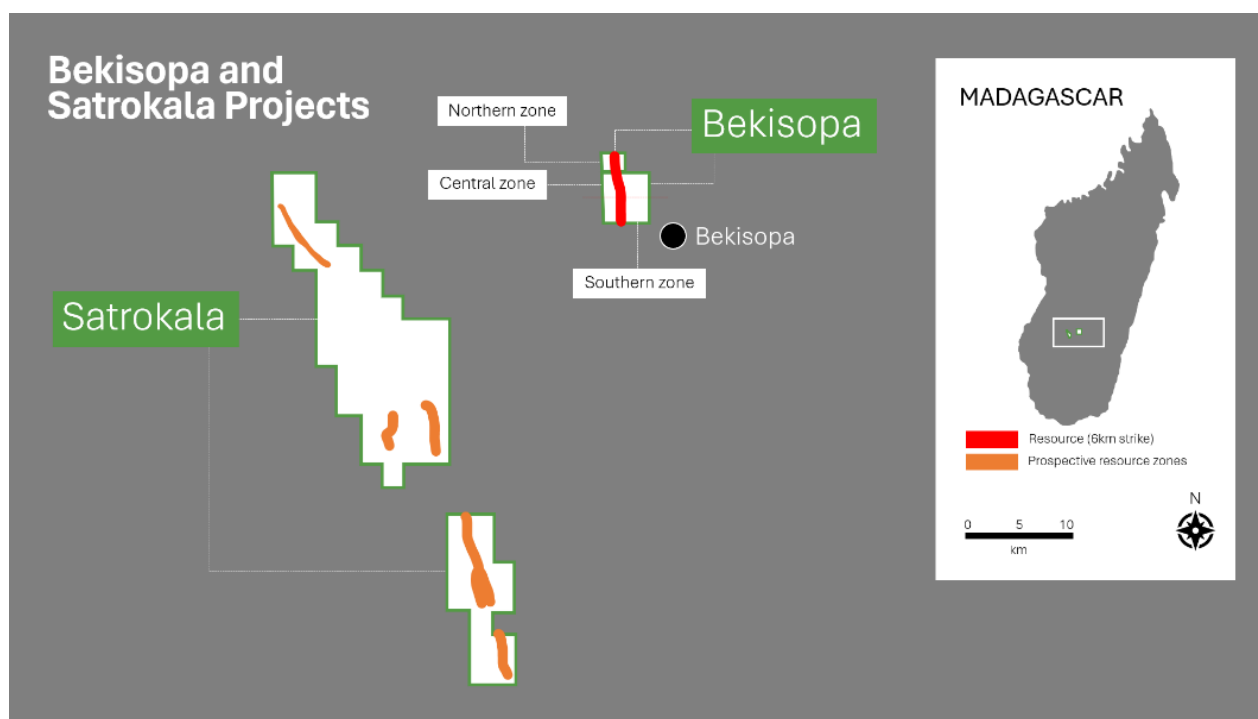 Bekisopa and
Satrokala Projects
Northern zone
Bekisopa
Central zone
Bekisopa
Southern zone
Satrokala
MADAGASCAR
Resource (6km strike)
Prospective resource zones
N
0 5 10
km